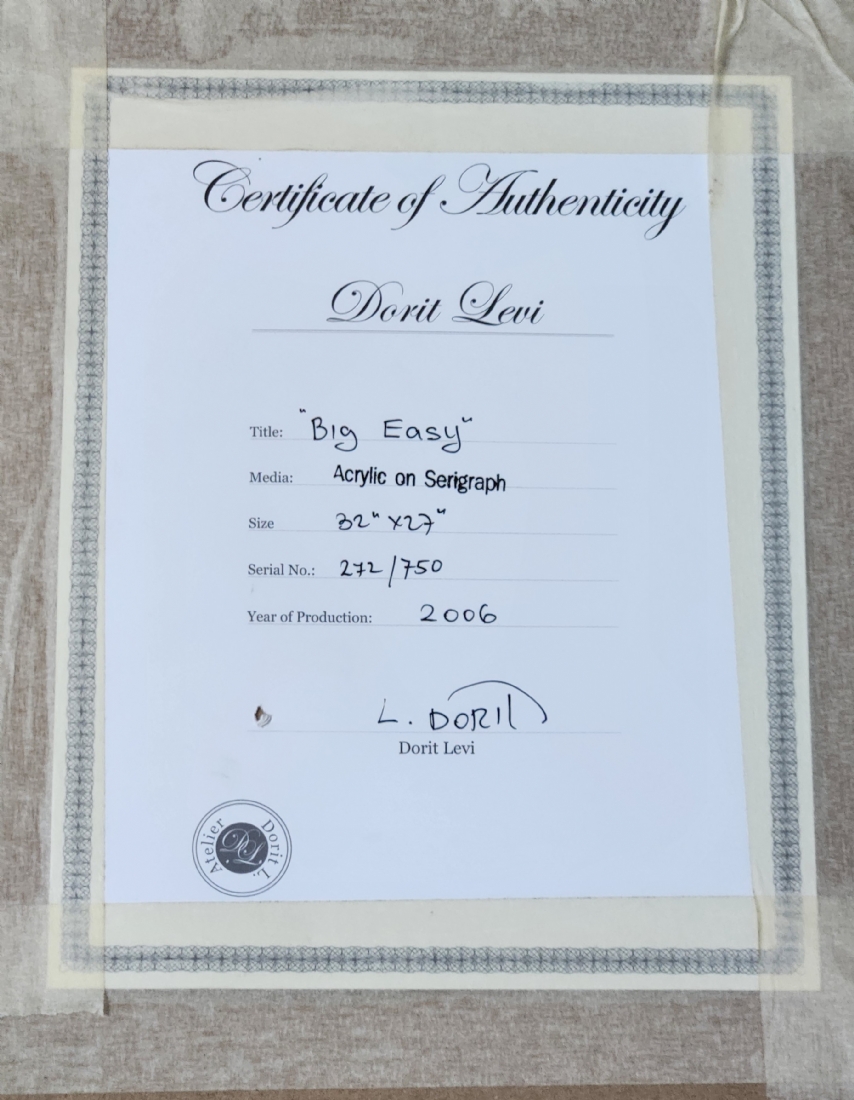 Certificate of Authenticity
Dorit Levi
Title: "Big Easy"
Media: Acrylic on Serigraph
Size 32" x27"
Serial No.: 272/750
Year of Production: 2006
L. DORIT
Dorit Levi
Atelier Dorit L.
DL